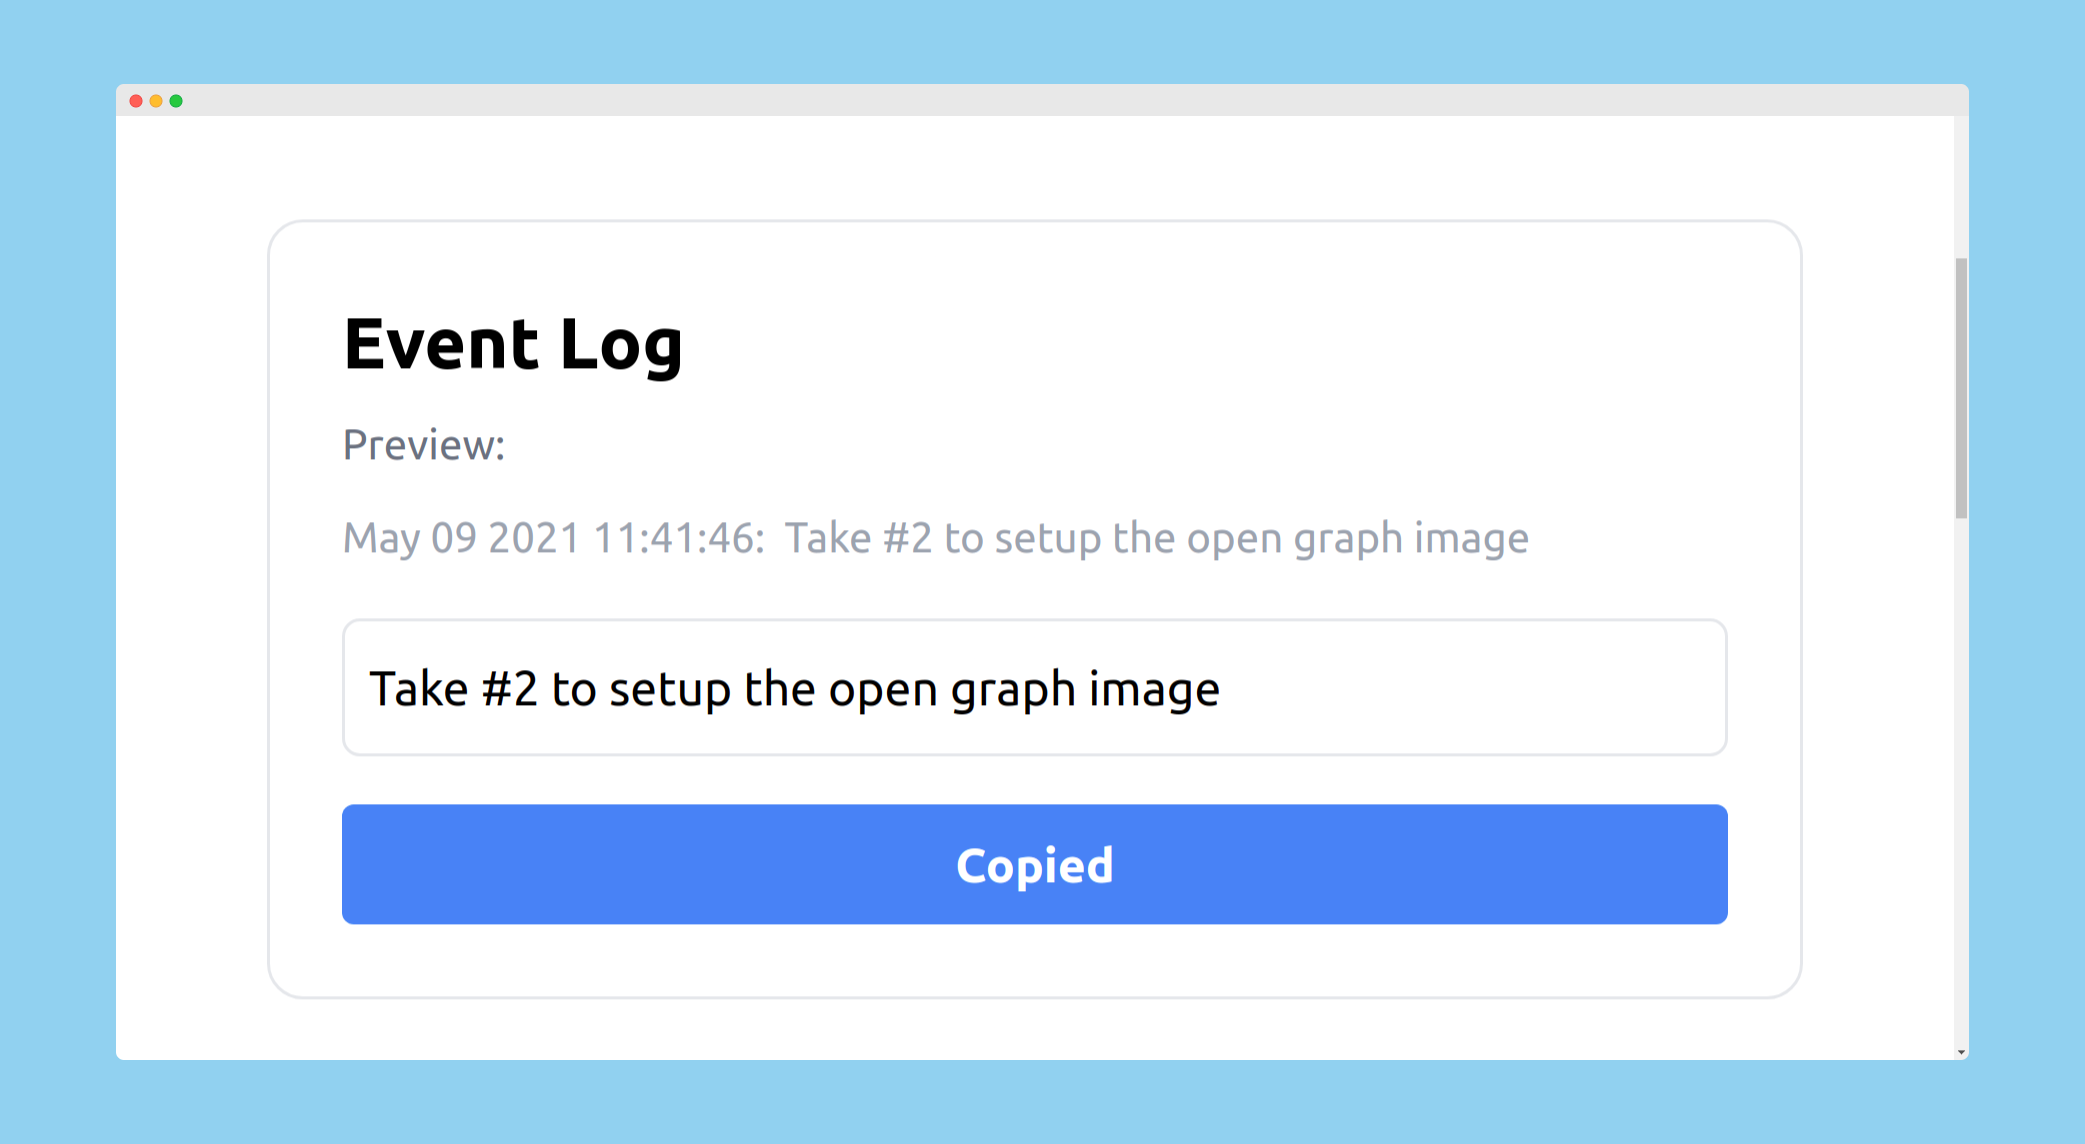 Event Log
Preview:
May 09 2021 11:41:46: Take #2 to setup the open graph image
Take #2 to setup the open graph image
Copied